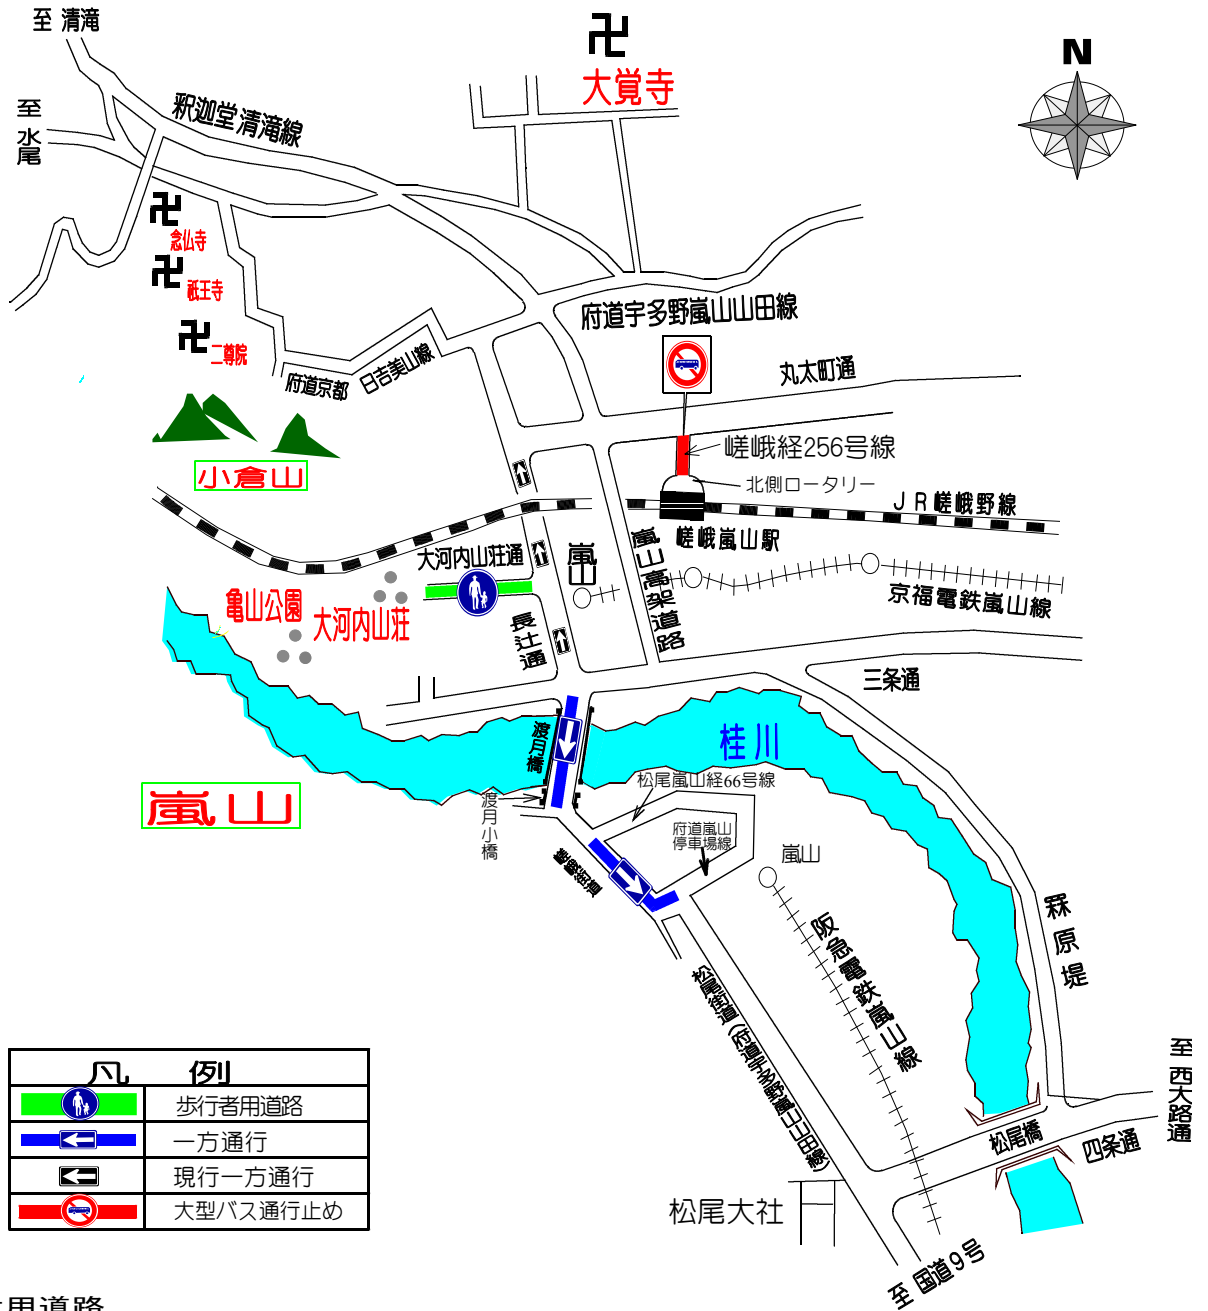 至 清滝
大覚寺
N
至 水尾
釈迦堂清滝線
念仏寺
祇王寺
二尊院
府道宇多野嵐山山田線
府道京都 日吉美山線
丸太町通
小倉山
嵯峨経256号線
北側ロータリー
JR嵯峨野線
嵯峨嵐山駅
大河内山荘通
嵐山
嵐山高架道路
京福電鉄嵐山線
亀山公園
大河内山荘
長辻通
三条通
渡月橋
桂川
嵐山
松尾嵐山経66号線
渡月小橋
府道嵐山
停車場線
嵐山
嵯峨街道
阪急電鉄嵐山線
罧原堤
松尾街道(府道宇多野嵐山山田線)
至 西大路通
松尾橋
四条通
松尾大社
至 国道9号
凡 例
歩行者用道路
一方通行
現行一方通行
大型バス通行止め
用道路